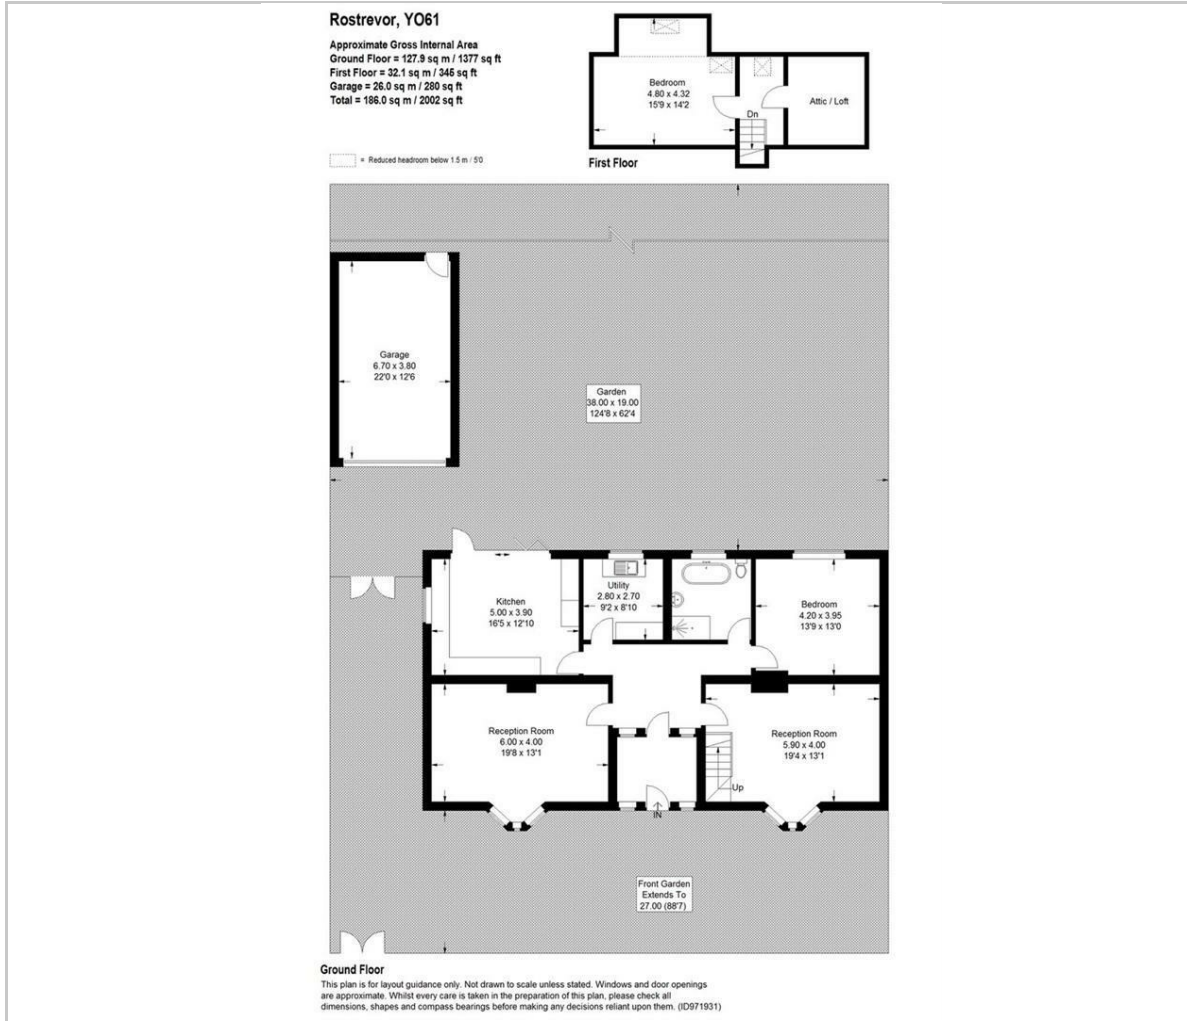 Rostrevor, YO61
Approximate Gross Internal Area
Ground Floor = 127.9 sq m / 1377 sq ft
First Floor = 32.1 sq m / 345 sq ft
Garage = 26.0 sq m / 280 sq ft
Total = 186.0 sq m / 2002 sq ft
= Reduced headroom below 1.5 m / 5'0
Bedroom
4.80 x 4.32
15'9 x 14'2
Dn
Attic / Loft
First Floor
Garage
6.70 x 3.80
22'0 x 12'6
Garden
38.00 x 19.00
124'8 x 62'4
Kitchen
5.00 x 3.90
16'5 x 12'10
Utility
2.80 x 2.70
9'2 x 8'10
Bedroom
4.20 x 3.95
13'9 x 13'0
Reception Room
6.00 x 4.00
19'8 x 13'1
Reception Room
5.90 x 4.00
19'4 x 13'1
Up
IN
Front Garden
Extends To
27.00 (88'7)
Ground Floor
This plan is for layout guidance only. Not drawn to scale unless stated. Windows and door openings
are approximate. Whilst every care is taken in the preparation of this plan, please check all
dimensions, shapes and compass bearings before making any decisions reliant upon them. (ID971931)